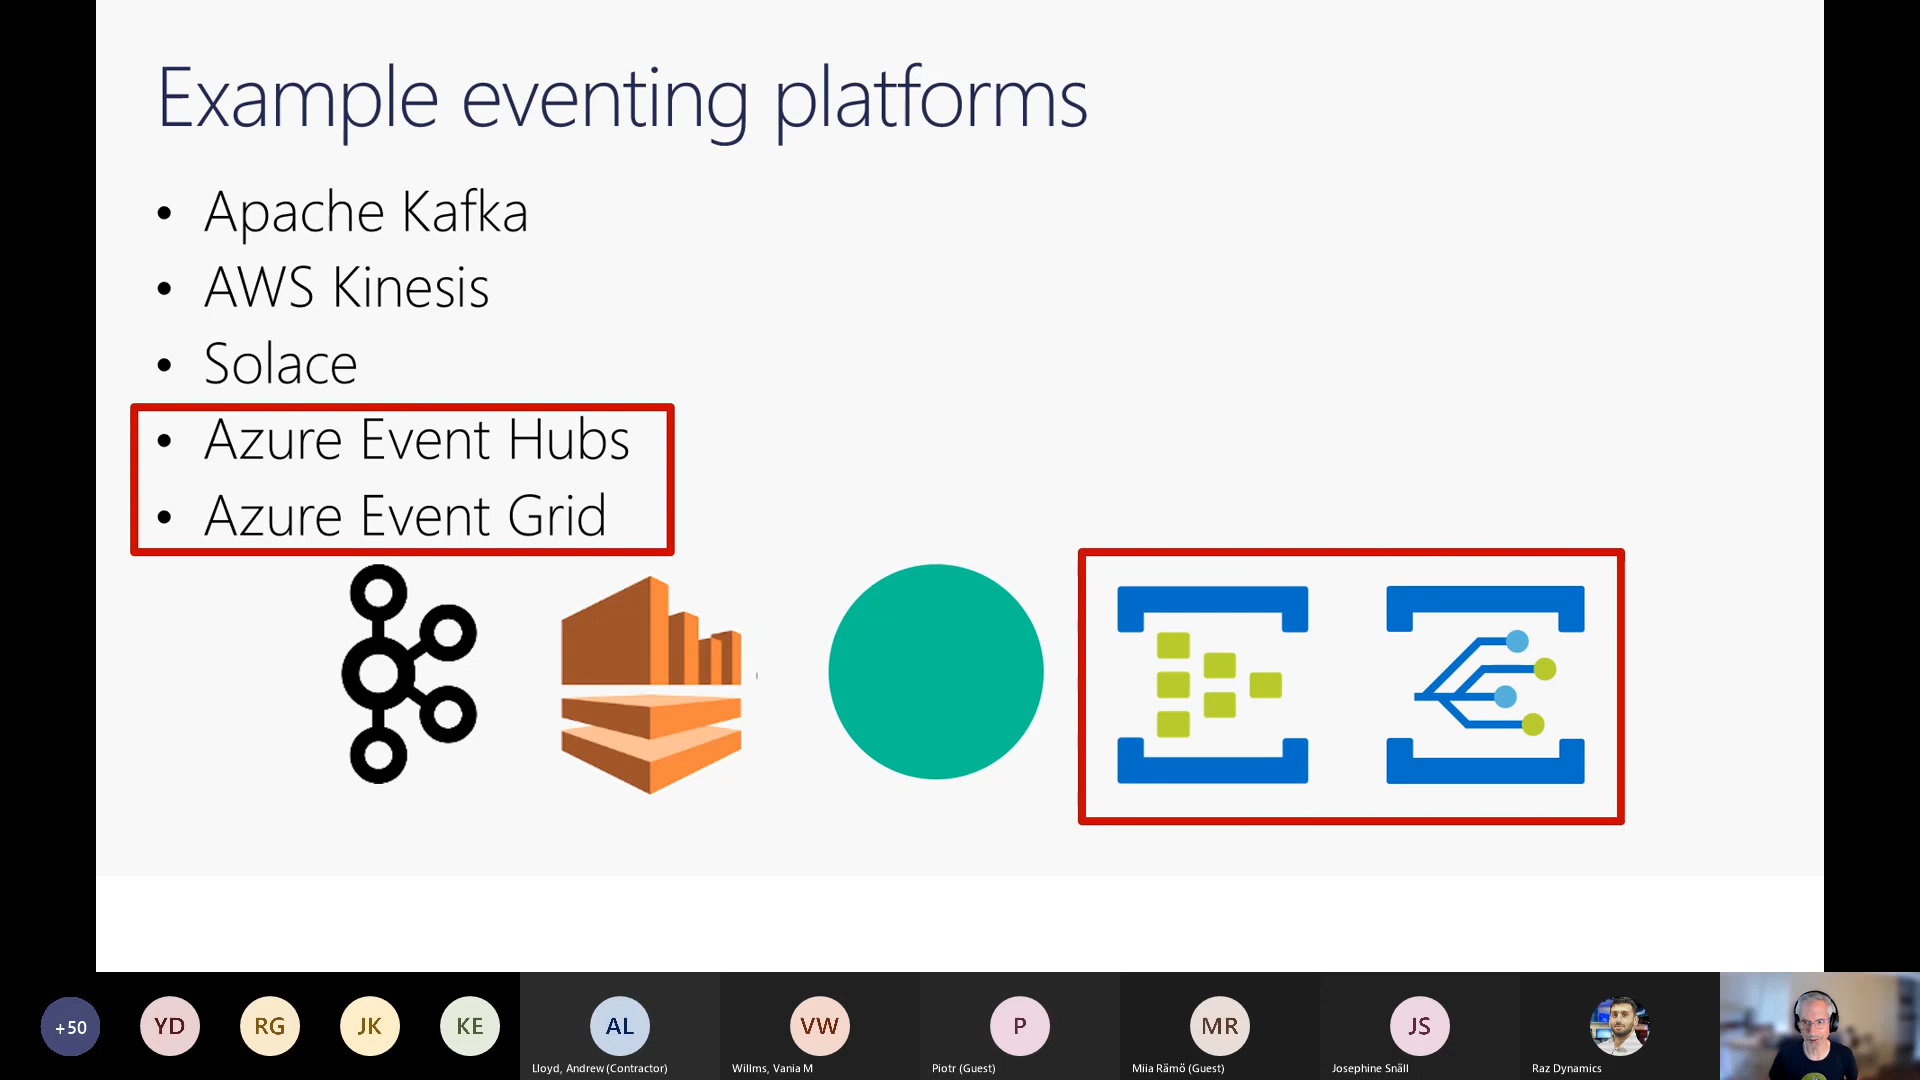 Example eventing platforms
• Apache Kafka
• AWS Kinesis
• Solace
• Azure Event Hubs
• Azure Event Grid
+50
YD
RG
JK
KE
AL
VW
P
MR
JS
Lloyd, Andrew (Contractor)
Willms, Vania M
Piotr (Guest)
Miia Rämö (Guest)
Josephine Snäll
Raz Dynamics